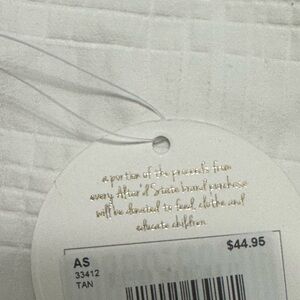 a portion of the proceeds from
every Altar'd State brand purchase
will be donated to feed, clothe and
educate children.
$44.95
AS
33412
TAN